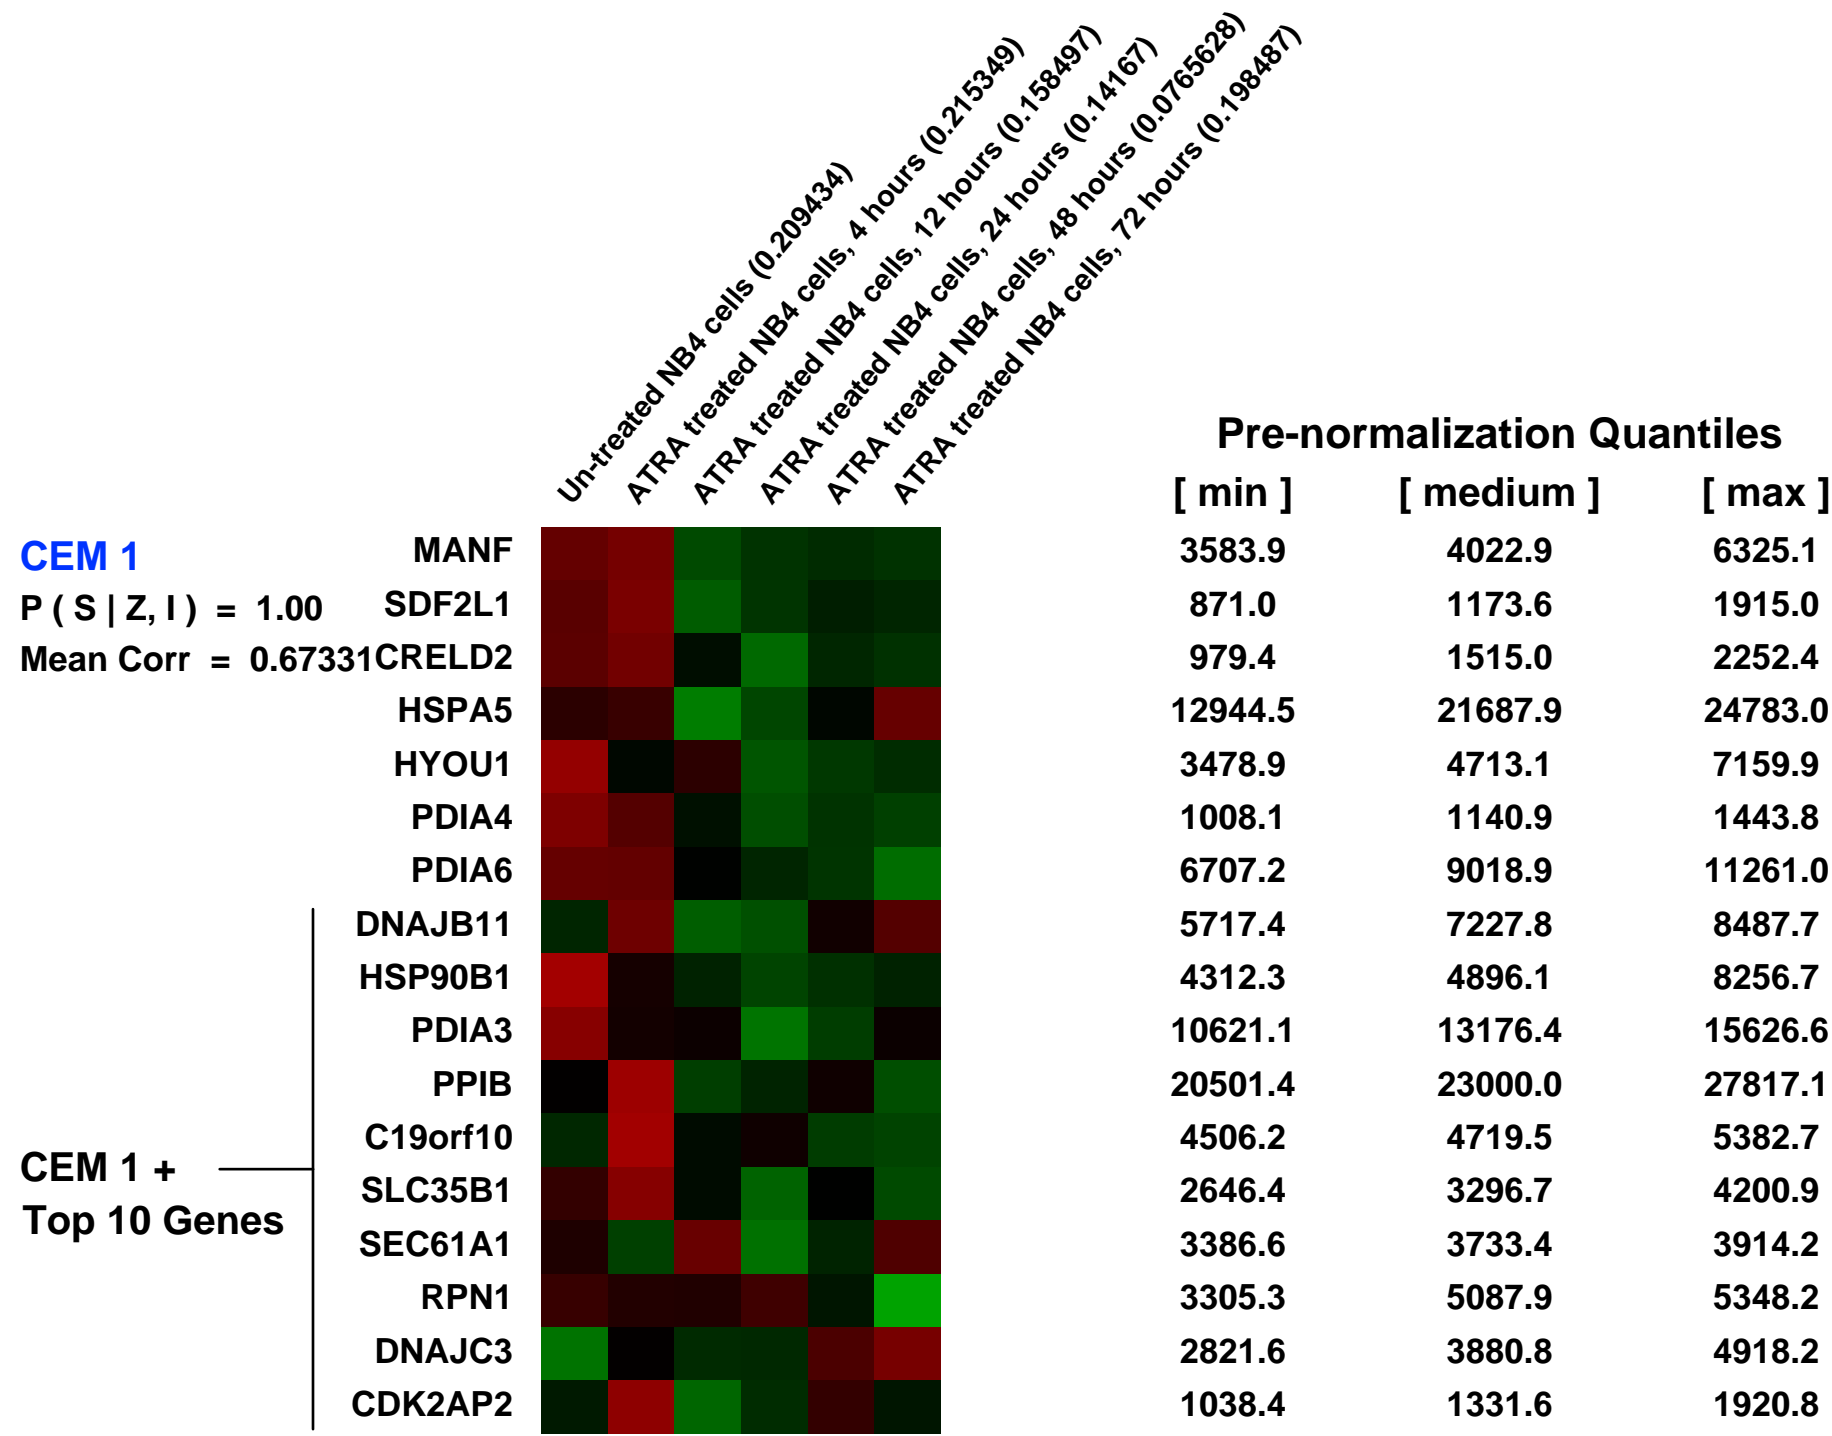 Un-treated NB4 cells (0.209434)
ATRA treated NB4 cells, 4 hours (0.215349)
ATRA treated NB4 cells, 12 hours (0.158497)
ATRA treated NB4 cells, 24 hours (0.14167)
ATRA treated NB4 cells, 48 hours (0.0765628)
ATRA treated NB4 cells, 72 hours (0.198487)
Pre-normalization Quantiles
[ min ] [ medium ] [ max ]
CEM 1
P ( S | Z, I ) = 1.00
Mean Corr = 0.67331
MANF 3583.9 4022.9 6325.1
SDF2L1 871.0 1173.6 1915.0
CRELD2 979.4 1515.0 2252.4
HSPA5 12944.5 21687.9 24783.0
HYOU1 3478.9 4713.1 7159.9
PDIA4 1008.1 1140.9 1443.8
PDIA6 6707.2 9018.9 11261.0
CEM 1 +
Top 10 Genes
DNAJB11 5717.4 7227.8 8487.7
HSP90B1 4312.3 4896.1 8256.7
PDIA3 10621.1 13176.4 15626.6
PPIB 20501.4 23000.0 27817.1
C19orf10 4506.2 4719.5 5382.7
SLC35B1 2646.4 3296.7 4200.9
SEC61A1 3386.6 3733.4 3914.2
RPN1 3305.3 5087.9 5348.2
DNAJC3 2821.6 3880.8 4918.2
CDK2AP2 1038.4 1331.6 1920.8